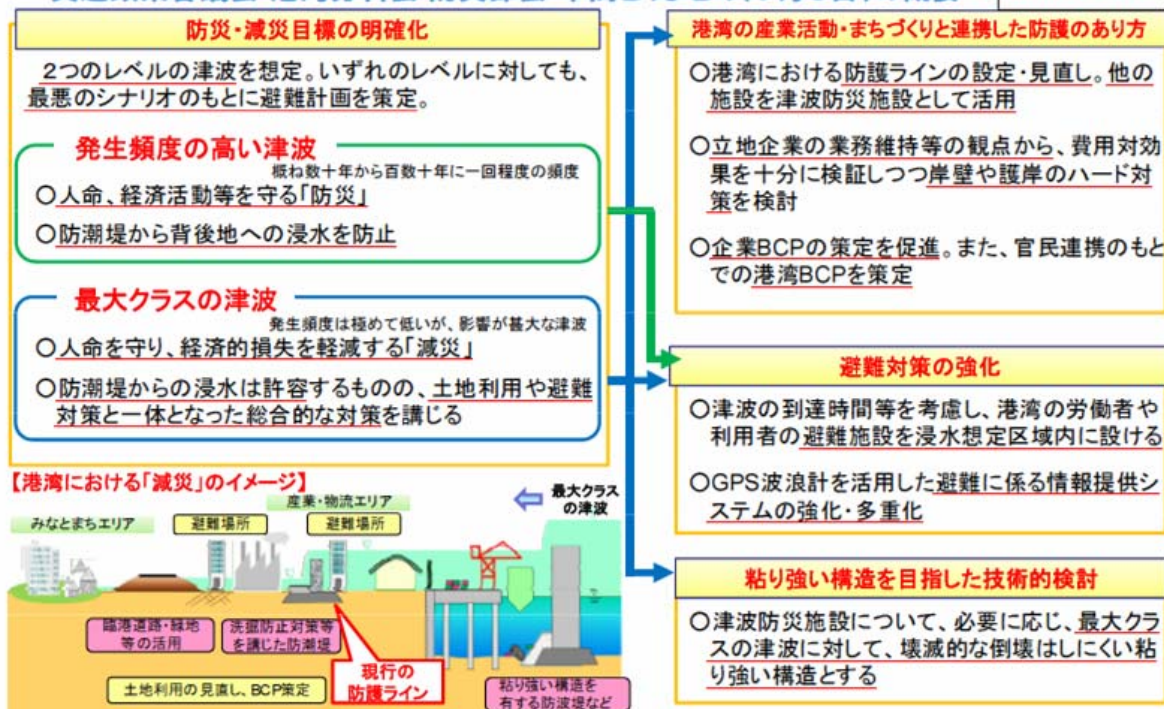 防災・減災目標の明確化
2つのレベルの津波を想定。いずれのレベルに対しても、
最悪のシナリオのもとに避難計画を策定。
発生頻度の高い津波
概ね数十年から百数十年に一回程度の頻度
○人命、経済活動等を守る「防災」
○防潮堤から背後地への浸水を防止
最大クラスの津波
発生頻度は極めて低いが、影響が甚大な津波
○人命を守り、経済的損失を軽減する「減災」
○防潮堤からの浸水は許容するものの、土地利用や避難
対策と一体となった総合的な対策を講じる
【港湾における「減災」のイメージ】
みなとまちエリア
産業・物流エリア
避難場所
避難場所
最大クラス
の津波
臨港道路・緑地
等の活用
洗掘防止対策等
を講じた防潮堤
現行の
防護ライン
土地利用の見直し、BCP策定
粘り強い構造を
有する防波堤など
港湾の産業活動・まちづくりと連携した防護のあり方
○港湾における防護ラインの設定・見直し。他の
施設を津波防災施設として活用
○立地企業の業務維持等の観点から、費用対効
果を十分に検証しつつ岸壁や護岸のハード対
策を検討
○企業BCPの策定を促進。また、官民連携のもと
での港湾BCPを策定
避難対策の強化
○津波の到達時間等を考慮し、港湾の労働者や
利用者の避難施設を浸水想定区域内に設ける
○GPS波浪計を活用した避難に係る情報提供シ
ステムの強化・多重化
粘り強い構造を目指した技術的検討
○津波防災施設について、必要に応じ、最大クラ
スの津波に対して、壊滅的な倒壊はしにくい粘
り強い構造とする